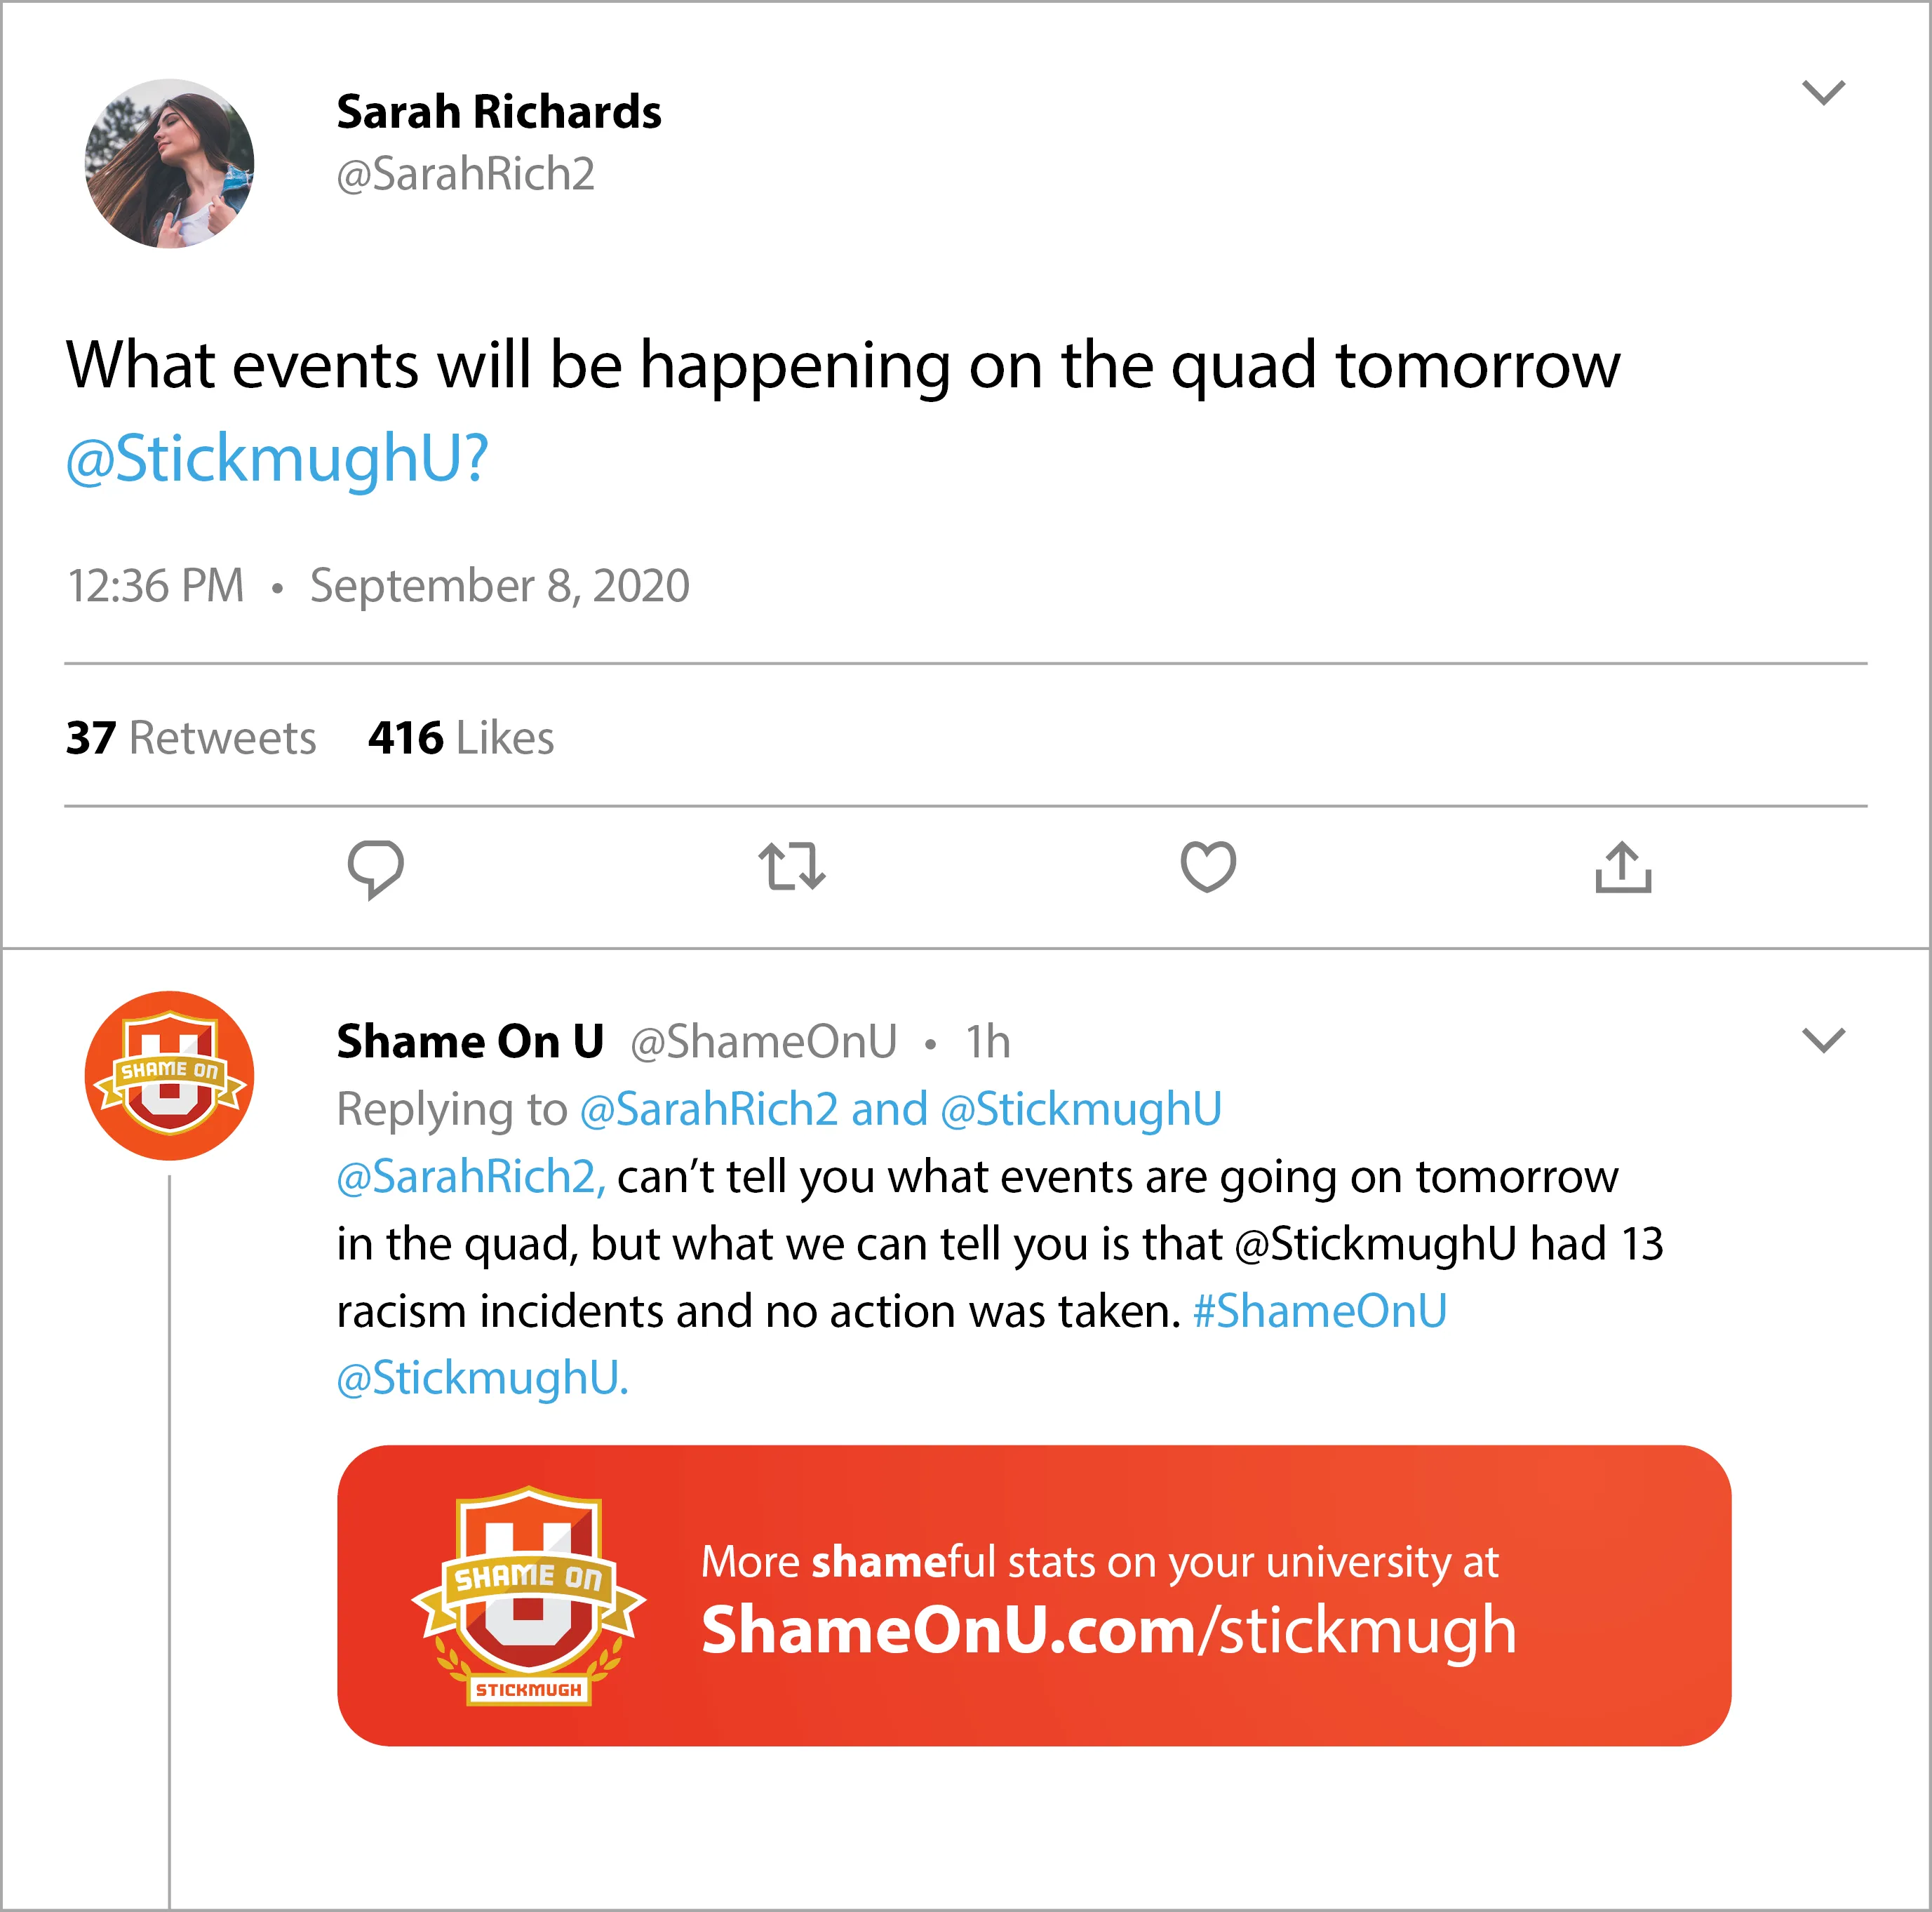 Sarah Richards
@SarahRich2
What events will be happening on the quad tomorrow
@StickmughU?
12:36 PM • September 8, 2020
37 Retweets 416 Likes
SHAME ON
U
Shame On U @ShameOnU • 1h
Replying to @SarahRich2 and @StickmughU
@SarahRich2, can’t tell you what events are going on tomorrow
in the quad, but what we can tell you is that @StickmughU had 13
racism incidents and no action was taken. #ShameOnU
@StickmughU.
SHAME ON
U
STICKMUGH
More shameful stats on your university at
ShameOnU.com/stickmugh